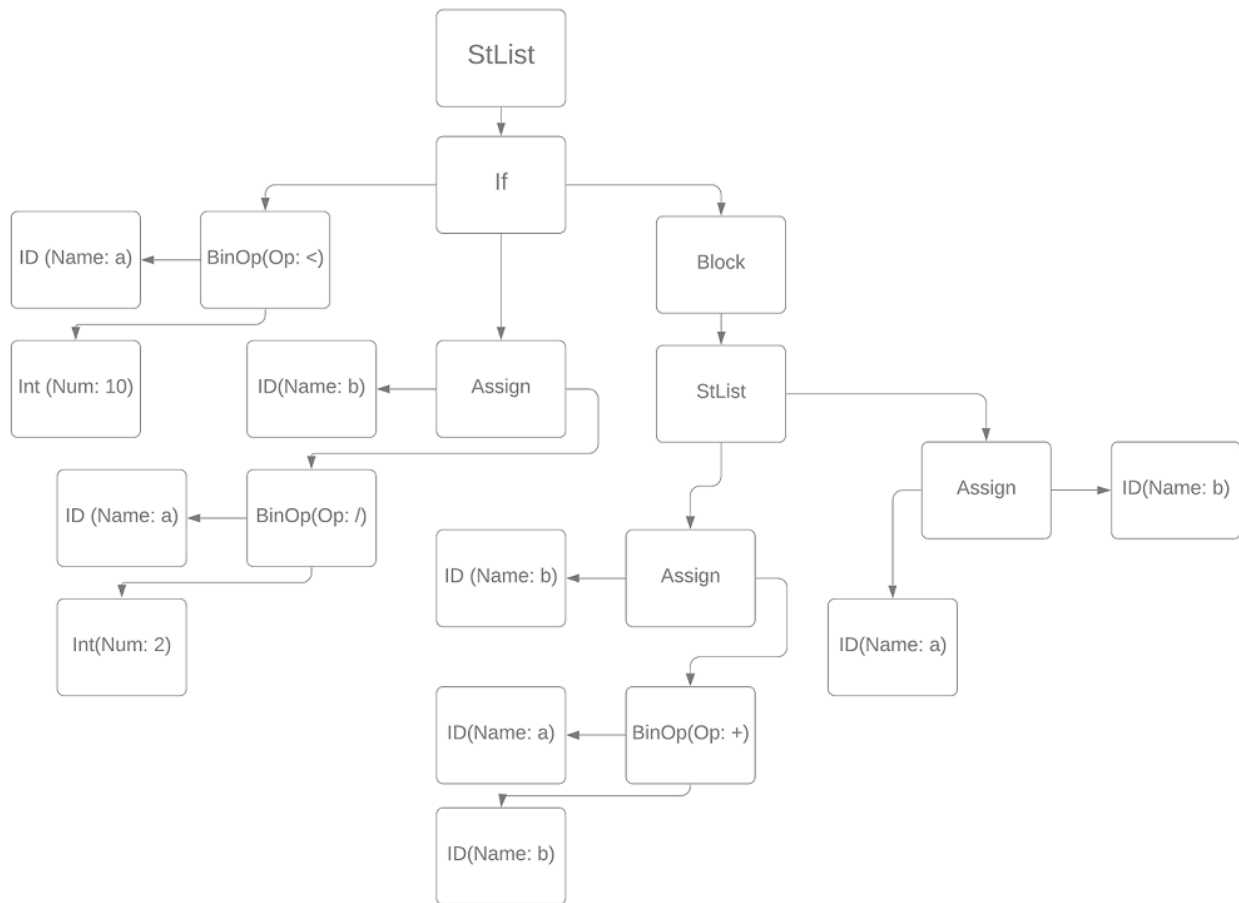 StList
If
ID (Name: a)
BinOp(Op: <)
Block
Int (Num: 10)
ID(Name: b)
Assign
StList
ID (Name: a)
BinOp(Op: /)
Assign
ID(Name: b)
ID (Name: b)
Assign
Int(Num: 2)
ID(Name: a)
ID(Name: a)
BinOp(Op: +)
ID(Name: b)